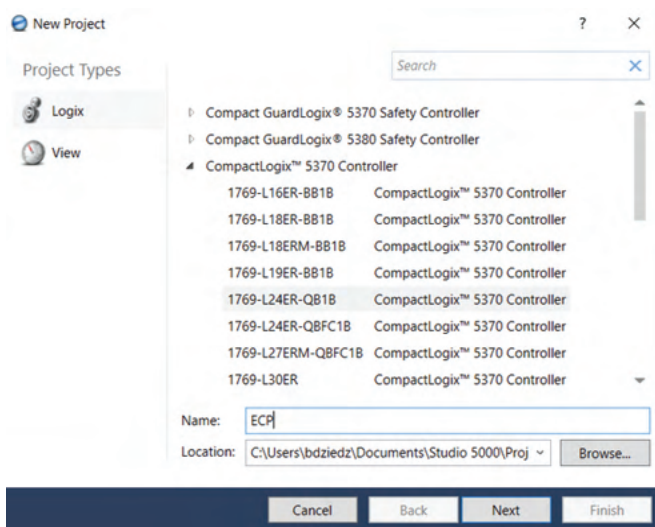 New Project
? ×
Project Types
Search
Logix
View
Compact GuardLogix® 5370 Safety Controller
Compact GuardLogix® 5380 Safety Controller
CompactLogix™ 5370 Controller
1769-L16ER-BB1B CompactLogix™ 5370 Controller
1769-L18ER-BB1B CompactLogix™ 5370 Controller
1769-L18ERM-BB1B CompactLogix™ 5370 Controller
1769-L19ER-BB1B CompactLogix™ 5370 Controller
1769-L24ER-QB1B CompactLogix™ 5370 Controller
1769-L24ER-QBFC1B CompactLogix™ 5370 Controller
1769-L27ERM-QBFC1B CompactLogix™ 5370 Controller
1769-L30ER CompactLogix™ 5370 Controller
Name: ECP
Location: C:\Users\bdziedz\Documents\Studio 5000\Proj Browse...
Cancel Back Next Finish